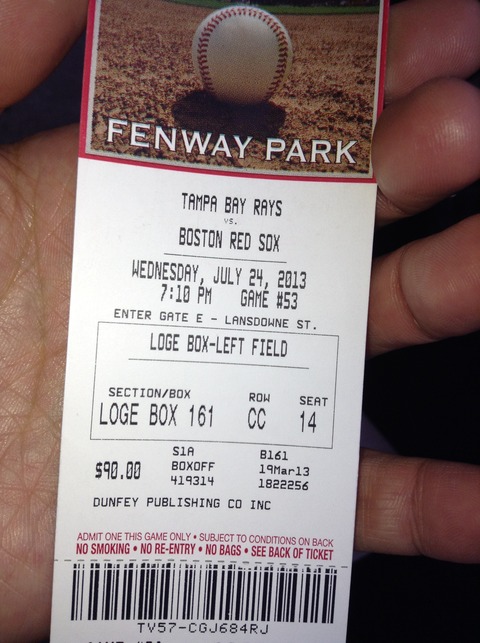 FENWAY PARK
TAMPA BAY RAYS
vs.
BOSTON RED SOX
WEDNESDAY, JULY 24, 2013
7:10 PM GAME #53
ENTER GATE E - LANSDOWNE ST.
LOGE BOX-LEFT FIELD
SECTION/BOX ROW SEAT
LOGE BOX 161 CC 14
$90.00
S1A B161
BOXOFF 19Mar13
419314 1822256
DUNFEY PUBLISHING CO INC
ADMIT ONE THIS GAME ONLY • SUBJECT TO CONDITIONS ON BACK
NO SMOKING • NO RE-ENTRY • NO BAGS • SEE BACK OF TICKET
TV57-CGJ684RJ